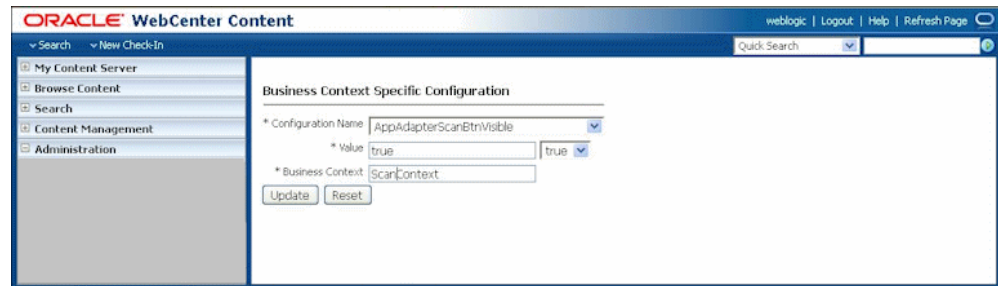 ORACLE' WebCenter Content
weblogic | Logout | Help | Refresh Page
Search New Check-In
Quick Search
My Content Server
Browse Content
Search
Content Management
Administration
Business Context Specific Configuration
* Configuration Name AppAdapterScanBtnVisible
* Value true true
* Business Context ScanContext
Update Reset